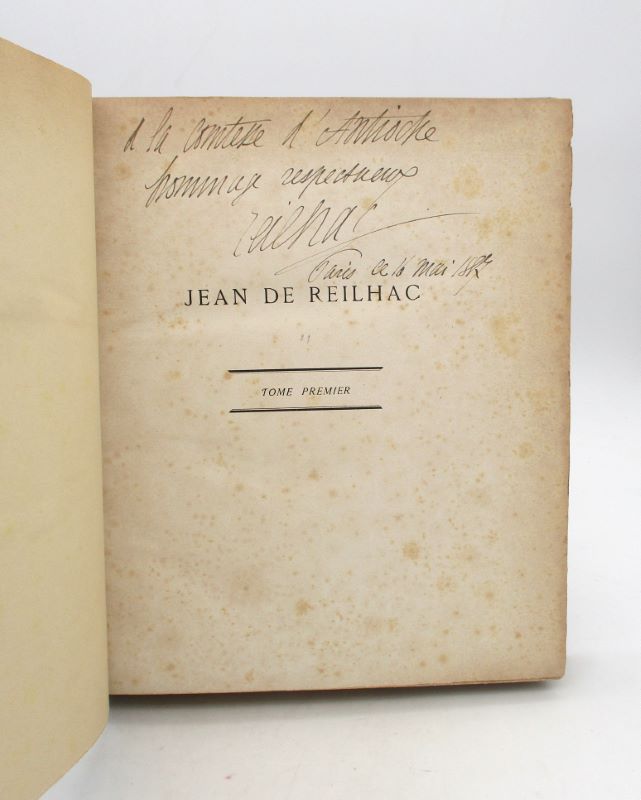 à la comtesse d'Antioche
hommage respectueux
Reilhac
Paris le 16 mai 1887
JEAN DE REILHAC
TOME PREMIER